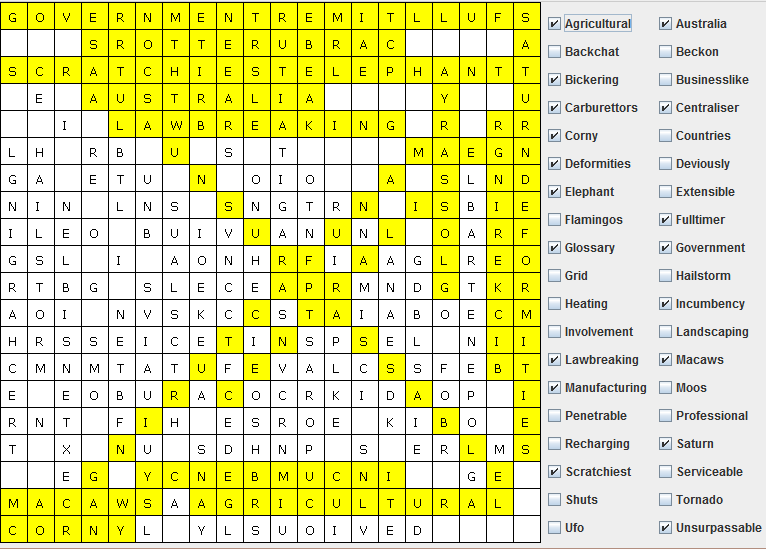 G O V E R N M E N T R E M I T L L U F S
S R O T T E R U B R A C A
S C R A T C H I E S T E L E P H A N T T
E A U S T R A L I A Y U
I L A W B R E A K I N G R R R
L H R B U S T M A E G N
G A E T U N O I O A S L N D
N I N L N S S N G T R N I S B I E
I L E O B U I V U A N U N L O A R F
G S L I A O N H R F I A A G L R E O
R T B G S L E C E A P R M N D G T K R
A O I N V S K C C S T A I A B O E C M
H R S S E I C E T I N S P S E L N I I
C M N M T A T U F E V A L C S S F E B T
E E O B U R A C O C R K I D A O P I
R N T F I H E S R O E K I B O E
T X N U S D H N P S E R L M S
E G Y C N E B M U C N I G E
M A C A W S A A G R I C U L T U R A L
C O R N Y L Y L S U O I V E D
Agricultural Australia
Backchat Beckon
Bickering Businesslike
Carburettors Centraliser
Corny Countries
Deformities Deviously
Elephant Extensible
Flamingos Fulltimer
Glossary Government
Grid Hailstorm
Heating Incumbency
Involvement Landscaping
Lawbreaking Macaws
Manufacturing Moos
Penetrable Professional
Recharging Saturn
Scratchiest Serviceable
Shuts Tornado
Ufo Unsurpassable